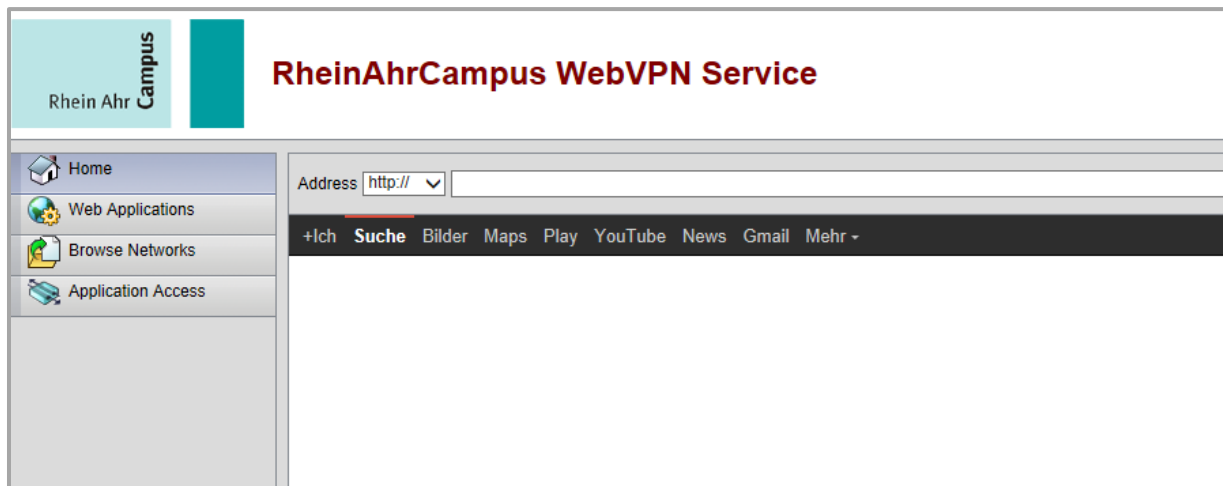 Rhein Ahr Campus
RheinAhrCampus WebVPN Service
Home
Web Applications
Browse Networks
Application Access
Address http://
+Ich Suche Bilder Maps Play YouTube News Gmail Mehr